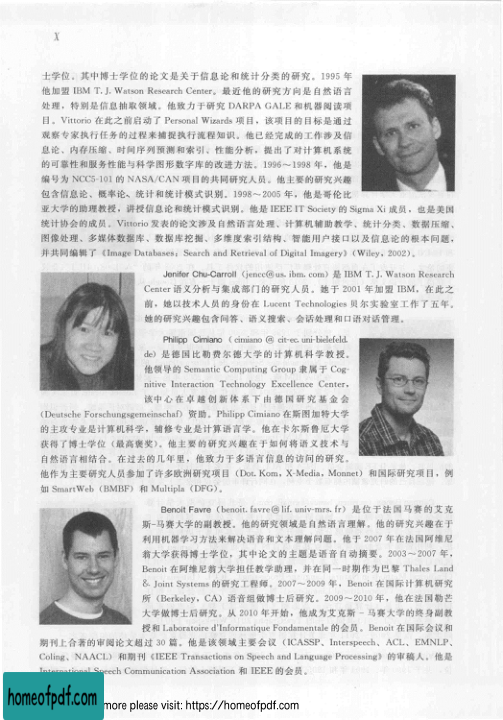 X
士学位。其中博士学位的论文是关于信息论和统计分类的研究。1995 年
他加盟 IBM T. J. Watson Research Center。最近他的研究方向是自然语言
处理，特别是信息抽取领域。他致力于研究 DARPA GALE 和机器阅读项
目。Vittorio 在此之前启动了 Personal Wizards 项目，该项目的目标是通过
观察专家执行任务的过程来捕捉执行流程知识。他已经完成的工作涉及信
息论、内存压缩、时间序列预测和索引、性能分析，提出了对计算机系统
的可靠性和服务性能与科学图形数字库的改进方法。1996～1998 年，他是
编号为 NCC5-101 的 NASA/CAN 项目的共同研究人员。他主要的研究兴趣
包含信息论、概率论、统计和统计模式识别。1998～2005 年，他是哥伦比
亚大学的助理教授，讲授信息论和统计模式识别。他是 IEEE IT Society 的 Sigma Xi 成员，也是美国
统计协会的成员。Vittorio 发表的论文涉及自然语言处理、计算机辅助教学、统计分类、数据压缩、
图像处理、多媒体数据库、数据库挖掘、多维搜索引结构、智能用户接口以及信息论的根本问题，
并共同编辑了《Image Databases：Search and Retrieval of Digital Imagery》(Wiley，2002)。
Jenifer Chu-Carroll (jencc@us. ibm. com) 是 IBM T. J. Watson Research
Center 语义分析与集成部门的研究人员。她于 2001 年加盟 IBM，在此之
前，她以技术人员的身份在 Lucent Technologies 贝尔实验室工作了五年。
她的研究兴趣包含问答、语义搜索、会话处理和口语对话管理。
Philipp Cimiano (cimiano @ cit-ec. uni-bielefeld.
de) 是德国比勒费尔德大学的计算机科学教授。
他领导的 Semantic Computing Group 隶属于 Cog-
nitive Interaction Technology Excellence Center，
该中心在卓越创新体系下由德国研究基金会
(Deutsche Forschungsgemeinschaf) 资助。Philipp Cimiano 在斯图加特大学
的主攻专业是计算机科学，辅修专业是计算语言学。他在卡尔斯鲁厄大学
获得了博士学位（最高褒奖）。他主要的研究兴趣在于如何将语义技术与
自然语言相结合。在过去的几年里，他致力于多语言信息的访问的研究。
他作为主要研究人员参加了许多欧洲研究项目 (Dot. Kom，X-Media，Monnet) 和国际研究项目，例
如 SmartWeb (BMBF) 和 Multipla (DFG)。
Benoit Favre (benoit. favre@lif. univ-mrs. fr) 是位于法国马赛的艾克
斯-马赛大学的副教授。他的研究领域是自然语言理解。他的研究兴趣在于
利用机器学习方法来解决语音和文本理解问题。他于 2007 年在法国阿维尼
翁大学获得博士学位，其中论文的主题是语音自动摘要。2003～2007 年，
Benoit 在阿维尼翁大学担任教学助理，并在同一时期作为巴黎 Thales Land
& Joint Systems 的研究工程师。2007～2009 年，Benoit 在国际计算机研究
所 (Berkeley，CA) 语音组做博士后研究。2009～2010 年，他在法国勒芒
大学做博士后研究。从 2010 年开始，他成为艾克斯－马赛大学的终身副教
授和 Laboratoire d'Informatique Fondamentale 的会员。Benoit 在国际会议和
期刊上合著的审阅论文超过 30 篇。他是该领域主要会议 (ICASSP、Interspeech、ACL、EMNLP、
Coling、NAACL) 和期刊《IEEE Transactions on Speech and Language Processing》的审稿人。他是
International Speech Communication Association 和 IEEE 的会员。
homeofpdf.com
more please visit: https://homeofpdf.com